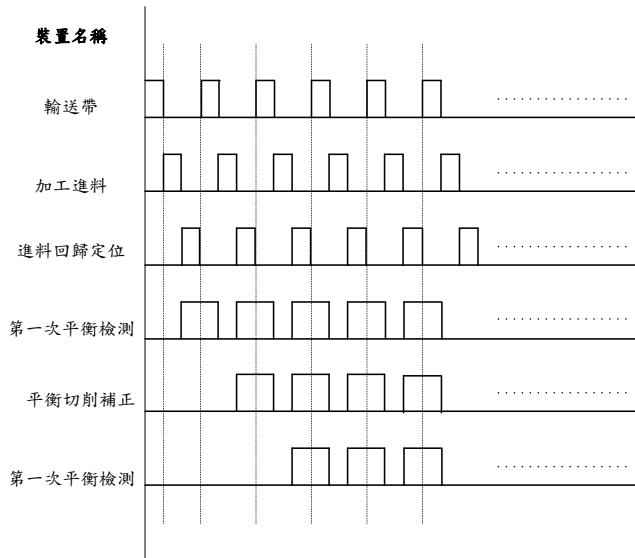 裝置名稱
輸送帶
加工進料
進料回歸定位
第一次平衡檢測
平衡切削補正
第一次平衡檢測